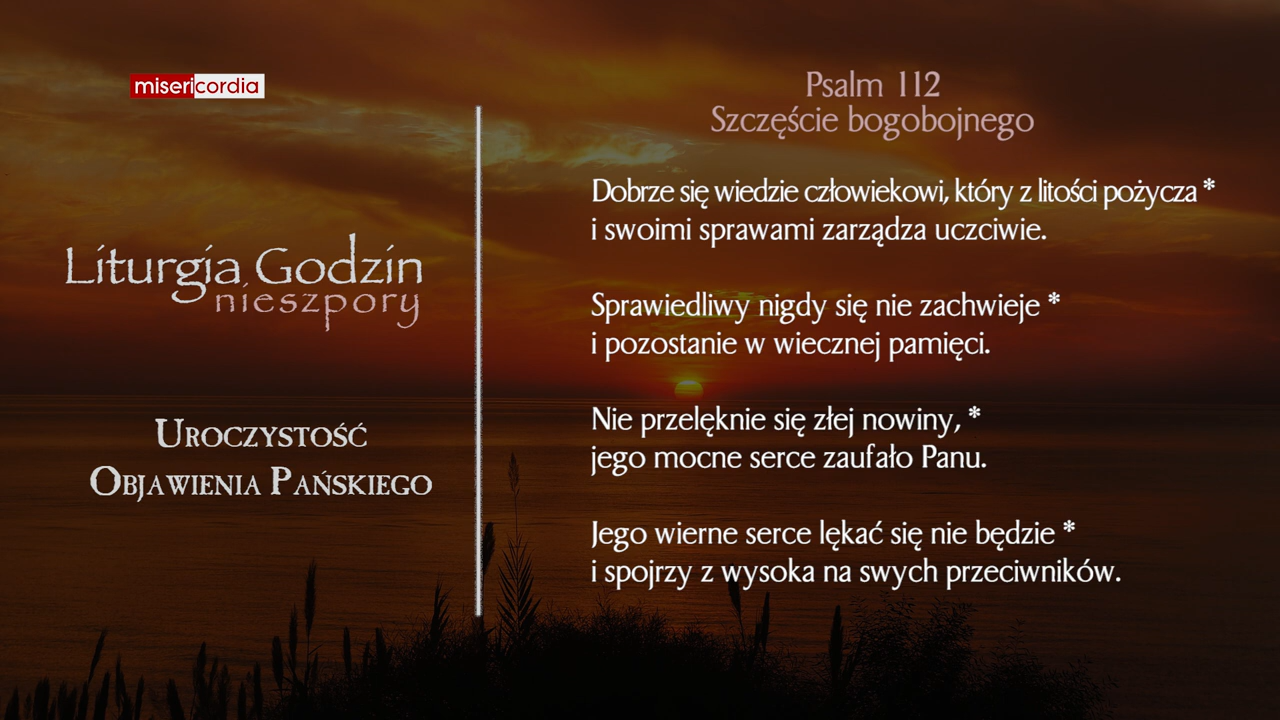 misericordia
Liturgia Godzin
nieszpory
Uroczystość
Objawienia Pańskiego
Psalm 112
Szczęście bogobojnego
Dobrze się wiedzie człowiekowi, który z litości pożycza *
i swoimi sprawami zarządza uczciwie.
Sprawiedliwy nigdy się nie zachwieje *
i pozostanie w wiecznej pamięci.
Nie przelęknie się złej nowiny, *
jego mocne serce zaufało Panu.
Jego wierne serce lękać się nie będzie *
i spojrzy z wysoka na swych przeciwników.